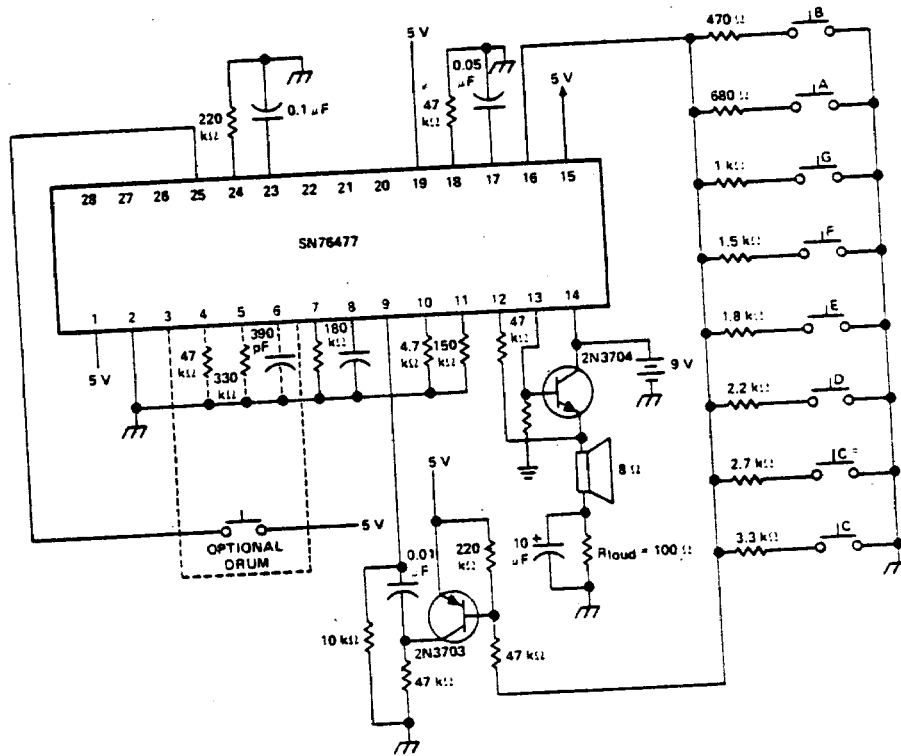 5 V
0.05
µF
470 Ω
B
220
kΩ
0.1 µF
47
kΩ
5 V
680 Ω
A
28 27 26 25 24 23 22 21 20 19 18 17 16 15
1 kΩ
G
SN76477
1.5 kΩ
F
1 2 3 4 5 6 7 8 9 10 11 12 13 14
5 V
47
kΩ
330
kΩ
390
pF
180
kΩ
4.7
kΩ
150
kΩ
47
kΩ
2N3704
9 V
1.8 kΩ
E
2.2 kΩ
D
8 Ω
2.7 kΩ
C=
5 V
OPTIONAL
DRUM
5 V
0.01
µF
220
kΩ
10
µF
+
Rloud = 100 Ω
3.3 kΩ
C
10 kΩ
2N3703
47 kΩ
47 kΩ